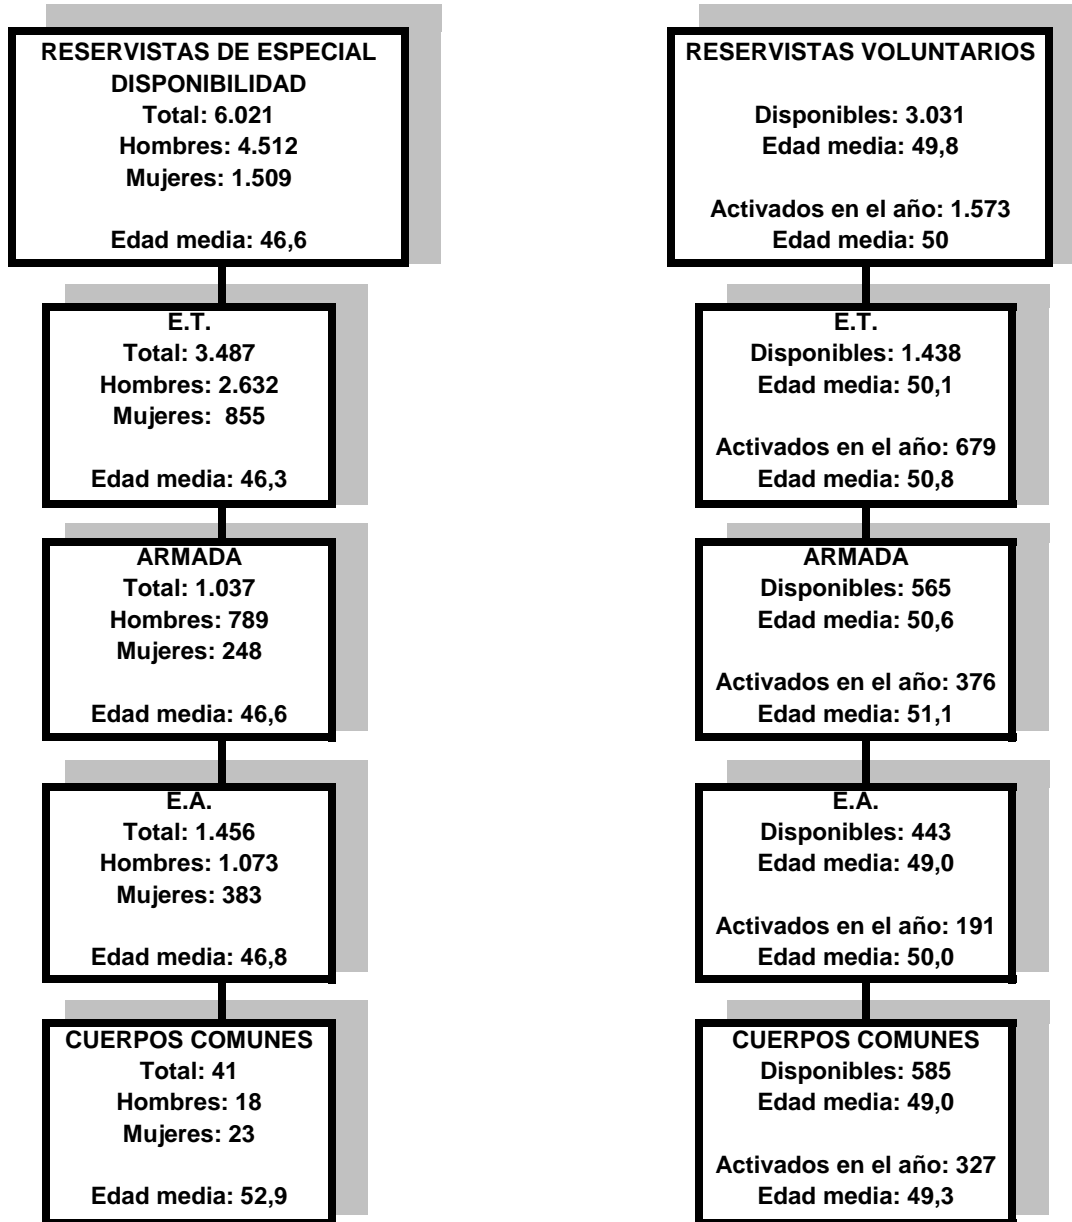 RESERVISTAS DE ESPECIAL
DISPONIBILIDAD
Total: 6.021
Hombres: 4.512
Mujeres: 1.509
Edad media: 46,6
E.T.
Total: 3.487
Hombres: 2.632
Mujeres: 855
Edad media: 46,3
ARMADA
Total: 1.037
Hombres: 789
Mujeres: 248
Edad media: 46,6
E.A.
Total: 1.456
Hombres: 1.073
Mujeres: 383
Edad media: 46,8
CUERPOS COMUNES
Total: 41
Hombres: 18
Mujeres: 23
Edad media: 52,9
RESERVISTAS VOLUNTARIOS
Disponibles: 3.031
Edad media: 49,8
Activados en el año: 1.573
Edad media: 50
E.T.
Disponibles: 1.438
Edad media: 50,1
Activados en el año: 679
Edad media: 50,8
ARMADA
Disponibles: 565
Edad media: 50,6
Activados en el año: 376
Edad media: 51,1
E.A.
Disponibles: 443
Edad media: 49,0
Activados en el año: 191
Edad media: 50,0
CUERPOS COMUNES
Disponibles: 585
Edad media: 49,0
Activados en el año: 327
Edad media: 49,3